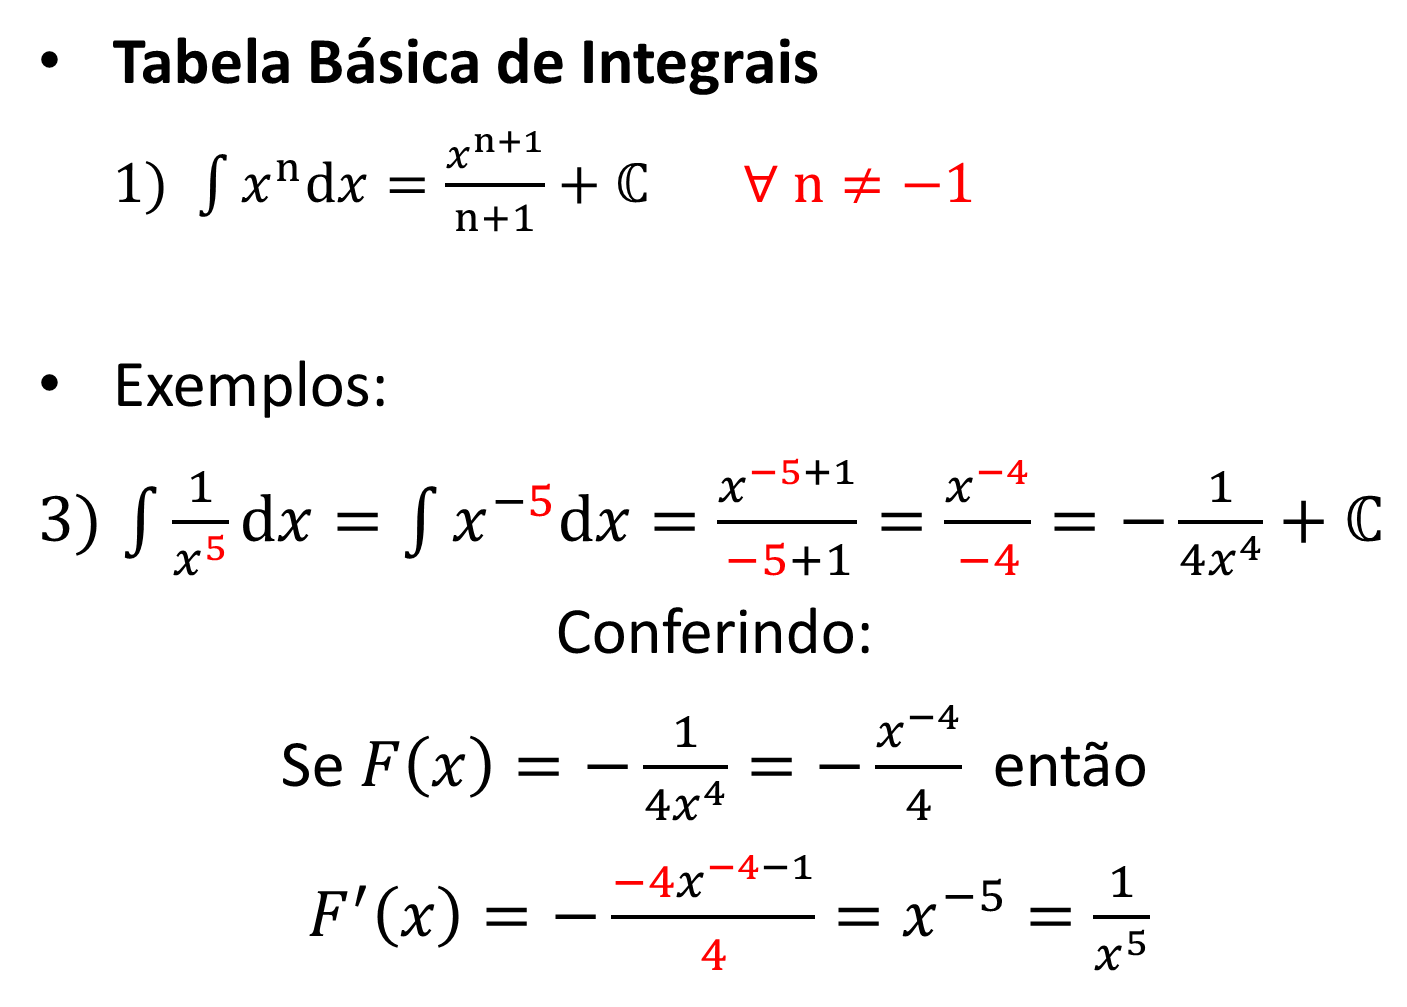 • Tabela Básica de Integrais
1) ∫ xⁿdx = xⁿ⁺¹/n+1 + ℂ ∀ n ≠ −1
• Exemplos:
3) ∫ 1/x⁵ dx = ∫ x⁻⁵dx = x⁻⁵⁺¹/−5+1 = x⁻⁴/−4 = − 1/4x⁴ + ℂ
Conferindo:
Se F(x) = − 1/4x⁴ = − x⁻⁴/4 então
F′(x) = − −4x⁻⁴⁻¹/4 = x⁻⁵ = 1/x⁵